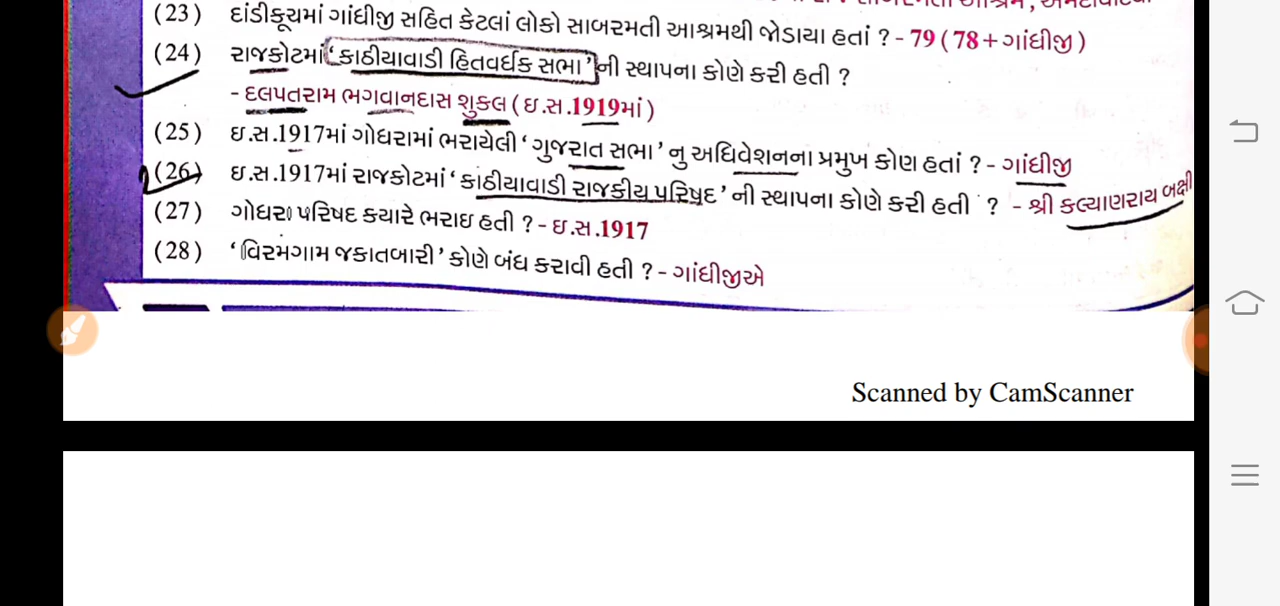 (23) દાંડીકૂચમાં ગાંધીજી સહિત કેટલાં લોકો સાબરમતી આશ્રમથી જોડાયા હતાં ? - 79 ( 78 + ગાંધીજી )
(24) રાજકોટમાં ‘ કાઠીયાવાડી હિતવર્ધક સભા ’ ની સ્થાપના કોણે કરી હતી ?
- દલપતરામ ભગવાનદાસ શુકલ ( ઇ.સ.1919માં )
(25) ઇ.સ.1917માં ગોધરામાં ભરાયેલી ‘ ગુજરાત સભા ’ નુ અધિવેશનના પ્રમુખ કોણ હતાં ? - ગાંધીજી
(26) ઇ.સ.1917માં રાજકોટમાં ‘ કાઠીયાવાડી રાજકીય પરિષદ ’ ની સ્થાપના કોણે કરી હતી ? - શ્રી કલ્યાણરાય બક્ષી
(27) ગોધરા પરિષદ કયારે ભરાઇ હતી ? - ઇ.સ.1917
(28) ‘ વિરમગામ જકાતબારી ’ કોણે બંધ કરાવી હતી ? - ગાંધીજીએ
Scanned by CamScanner